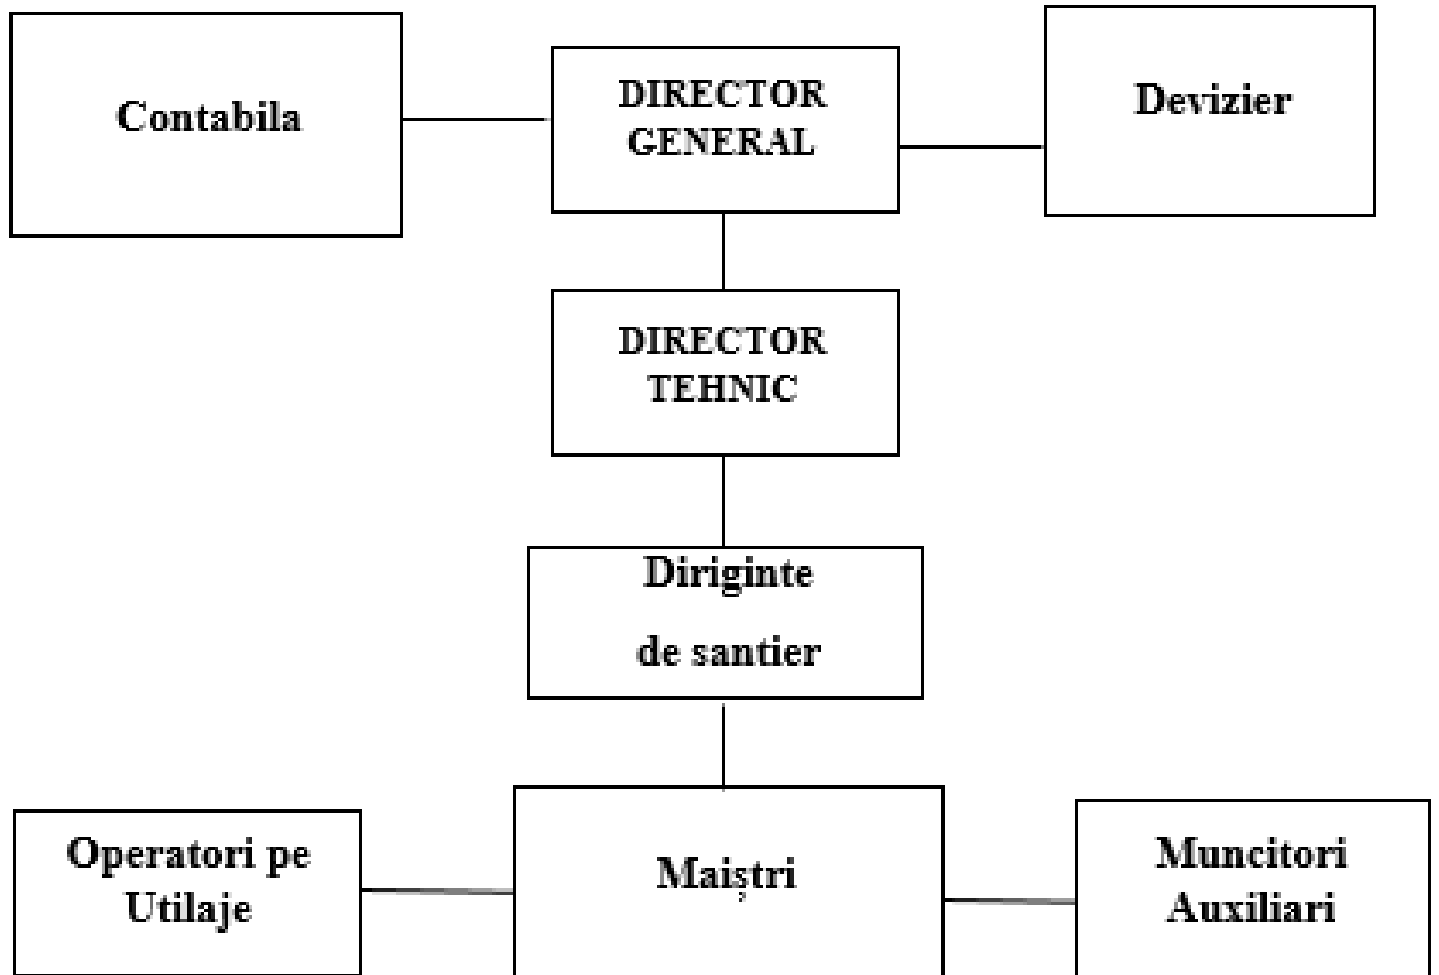 Contabila
DIRECTOR
GENERAL
Devizier
DIRECTOR
TEHNIC
Diriginte
de santier
Operatori pe
Utilaje
Maiștri
Muncitori
Auxiliari